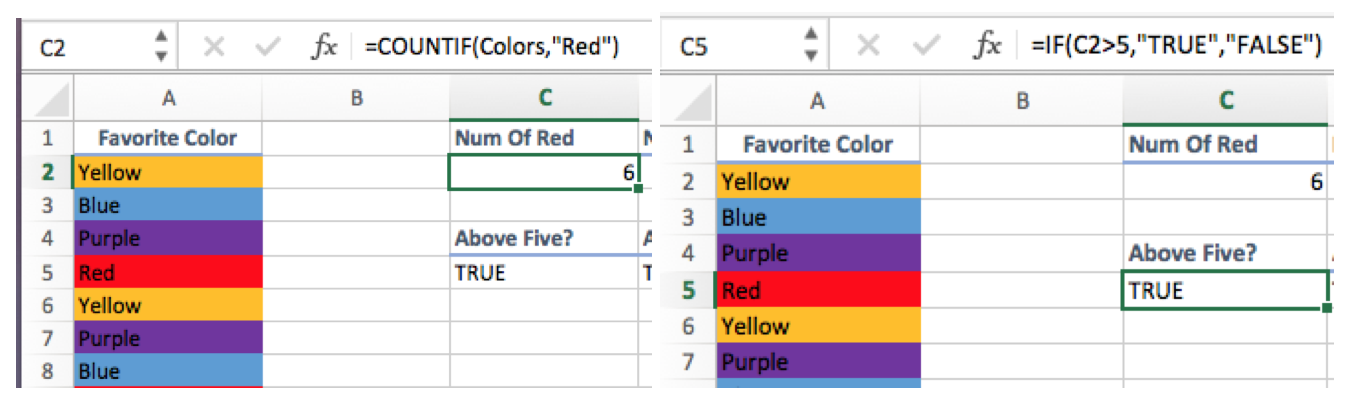 C2 fx =COUNTIF(Colors,"Red")
A B C
1 Favorite Color Num Of Red
2 Yellow 6
3 Blue
4 Purple Above Five?
5 Red TRUE
6 Yellow
7 Purple
8 Blue
C5 fx =IF(C2>5,"TRUE","FALSE")
A B C
1 Favorite Color Num Of Red
2 Yellow 6
3 Blue
4 Purple Above Five?
5 Red TRUE
6 Yellow
7 Purple